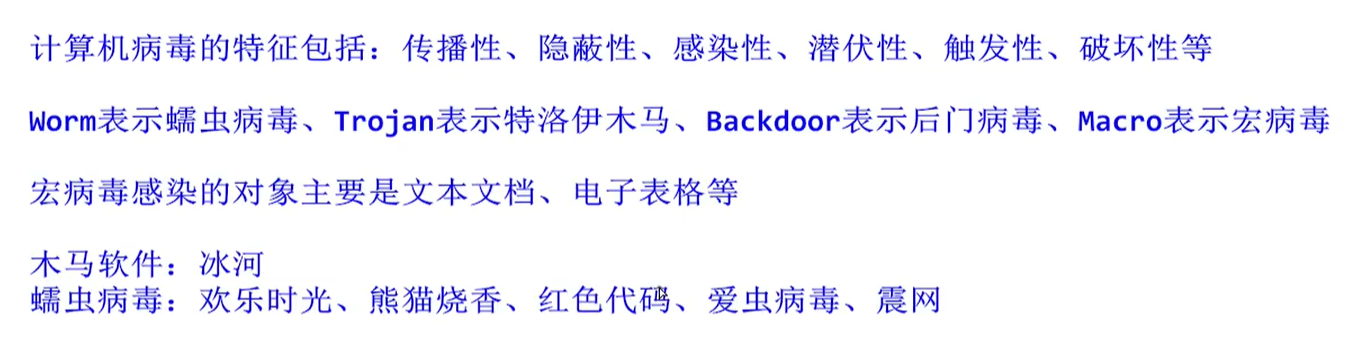 计算机病毒的特征包括：传播性、隐蔽性、感染性、潜伏性、触发性、破坏性等
Worm表示蠕虫病毒、Trojan表示特洛伊木马、Backdoor表示后门病毒、Macro表示宏病毒
宏病毒感染的对象主要是文本文档、电子表格等
木马软件：冰河
蠕虫病毒：欢乐时光、熊猫烧香、红色代码、爱虫病毒、震网